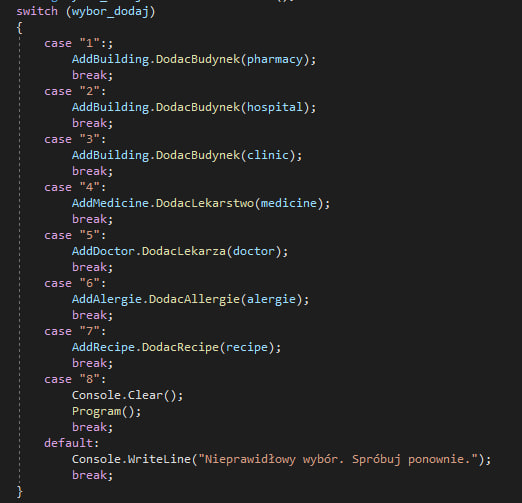 switch (wybor_dodaj)
{
case "1":;
AddBuilding.DodacBudynek(pharmacy);
break;
case "2":
AddBuilding.DodacBudynek(hospital);
break;
case "3":
AddBuilding.DodacBudynek(clinic);
break;
case "4":
AddMedicine.DodacLekarstwo(medicine);
break;
case "5":
AddDoctor.DodacLekarza(doctor);
break;
case "6":
AddAlergie.DodacAllergie(alergie);
break;
case "7":
AddRecipe.DodacRecipe(recipe);
break;
case "8":
Console.Clear();
Program();
break;
default:
Console.WriteLine("Nieprawidłowy wybór. Spróbuj ponownie.");
break;
}